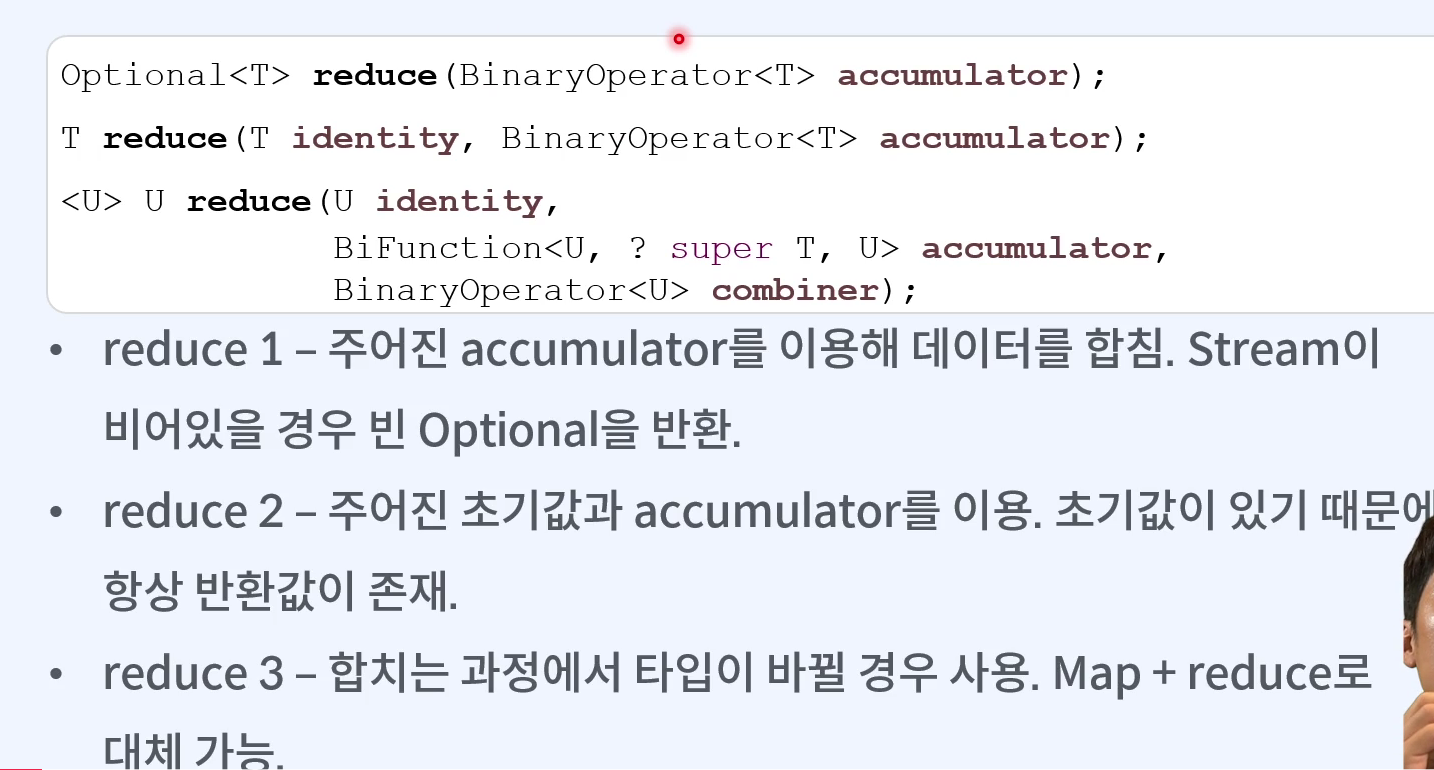 Optional<T> reduce(BinaryOperator<T> accumulator);
T reduce(T identity, BinaryOperator<T> accumulator);
<U> U reduce(U identity,
BiFunction<U, ? super T, U> accumulator,
BinaryOperator<U> combiner);
• reduce 1 – 주어진 accumulator를 이용해 데이터를 합침. Stream이
비어있을 경우 빈 Optional을 반환.
• reduce 2 – 주어진 초기값과 accumulator를 이용. 초기값이 있기 때문에
항상 반환값이 존재.
• reduce 3 – 합치는 과정에서 타입이 바뀔 경우 사용. Map + reduce로
대체 가능.